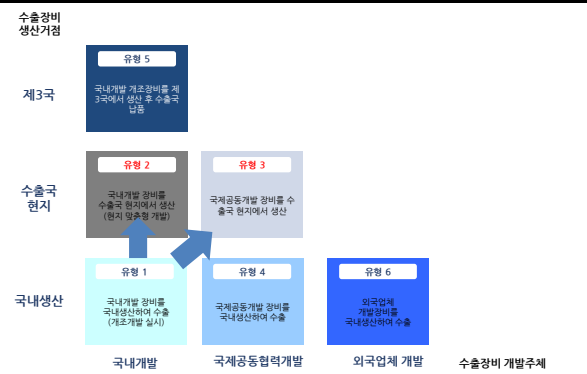 수출장비
생산거점
유형 5
국내개발 개조장비를 제
3국에서 생산 후 수출국
납품
제3국
유형 2
국내개발 장비를
수출국 현지에서 생산
(현지 맞춤형 개발)
유형 3
국제공동개발 장비를 수
출국 현지에서 생산
수출국
현지
유형 1
국내개발 장비를
국내생산하여 수출
(개조개발 실시)
유형 4
국제공동개발 장비를
국내생산하여 수출
유형 6
외국업체
개발장비를
국내생산하여 수출
국내생산
국내개발
국제공동협력개발
외국업체 개발
수출장비 개발주체